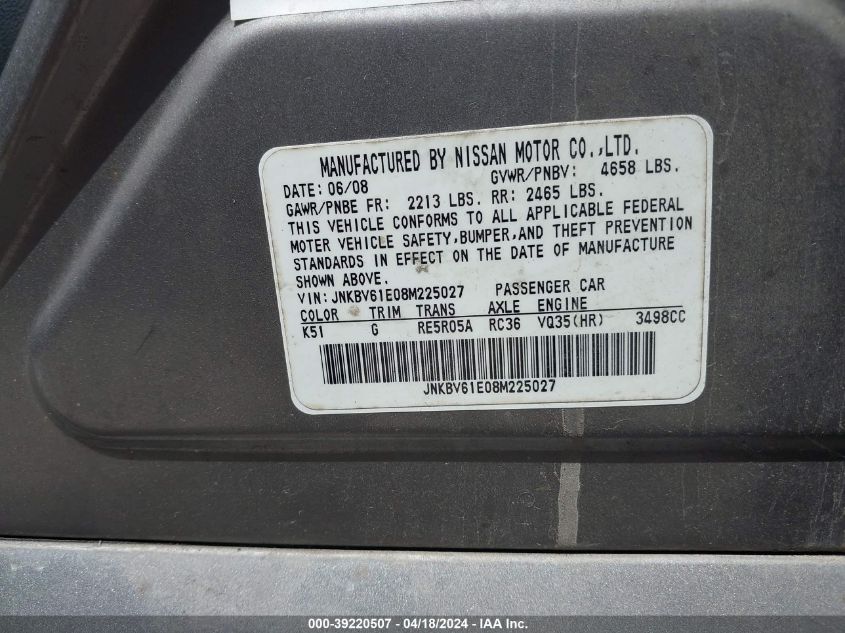 MANUFACTURED BY NISSAN MOTOR CO.,LTD.
DATE: 06/08 GVWR/PNBV: 4658 LBS.
GAWR/PNBE FR: 2213 LBS. RR: 2465 LBS.
THIS VEHICLE CONFORMS TO ALL APPLICABLE FEDERAL
MOTER VEHICLE SAFETY,BUMPER,AND THEFT PREVENTION
STANDARDS IN EFFECT ON THE DATE OF MANUFACTURE
SHOWN ABOVE.
VIN: JNKBV61E08M225027 PASSENGER CAR
COLOR TRIM TRANS AXLE ENGINE
K51 G RE5R05A RC36 VQ35(HR) 3498CC
JNKBV61E08M225027
000-39220507 - 04/18/2024 - IAA Inc.